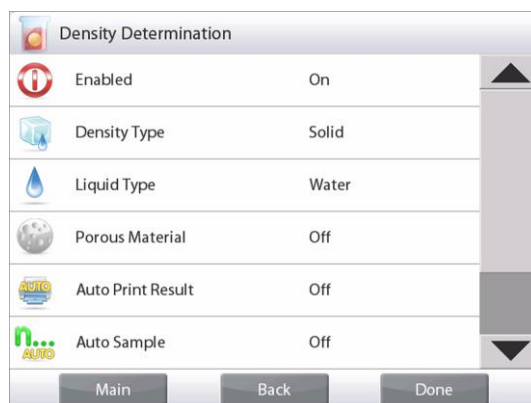 Density Determination
Enabled On
Density Type Solid
Liquid Type Water
Porous Material Off
AUTO
Auto Print Result Off
n...
AUTO
Auto Sample Off
Main Back Done